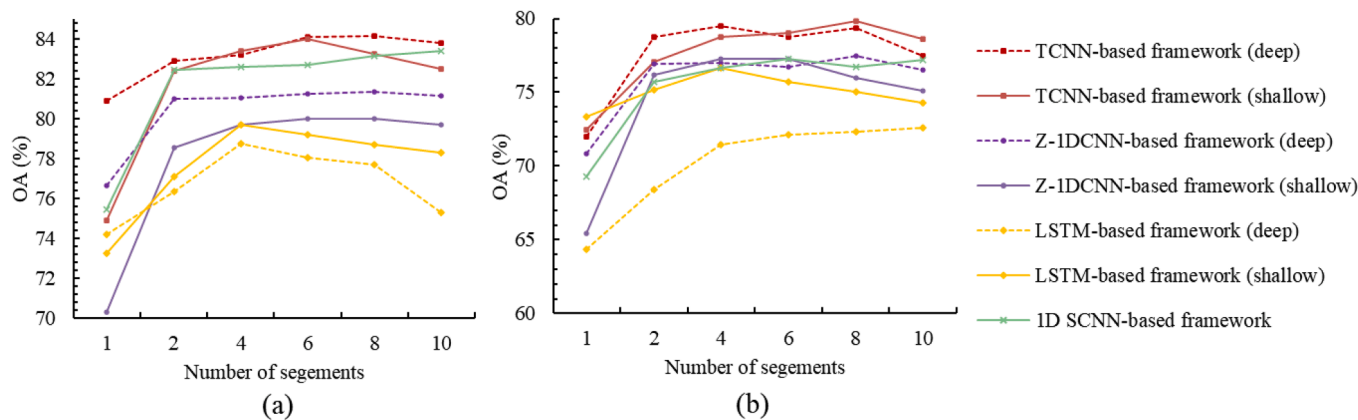 84
82
80
78
76
74
72
70
OA (%)
1 2 4 6 8 10
Number of segements
(a)
80
75
70
65
60
OA (%)
1 2 4 6 8 10
Number of segements
(b)
TCNN-based framework (deep)
TCNN-based framework (shallow)
Z-1DCNN-based framework (deep)
Z-1DCNN-based framework (shallow)
LSTM-based framework (deep)
LSTM-based framework (shallow)
1D SCNN-based framework